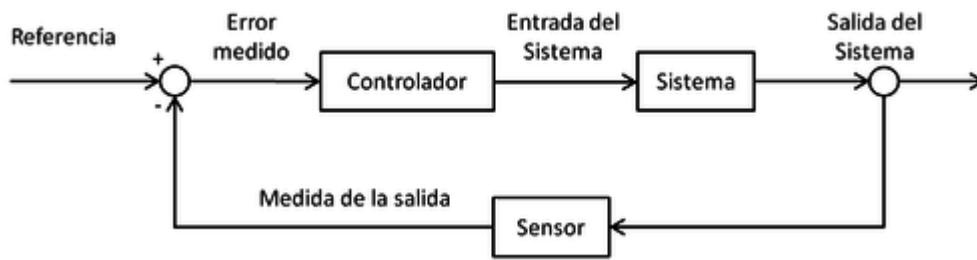 Referencia
+
-
Error
medido
Controlador
Entrada del
Sistema
Sistema
Salida del
Sistema
Medida de la salida
Sensor